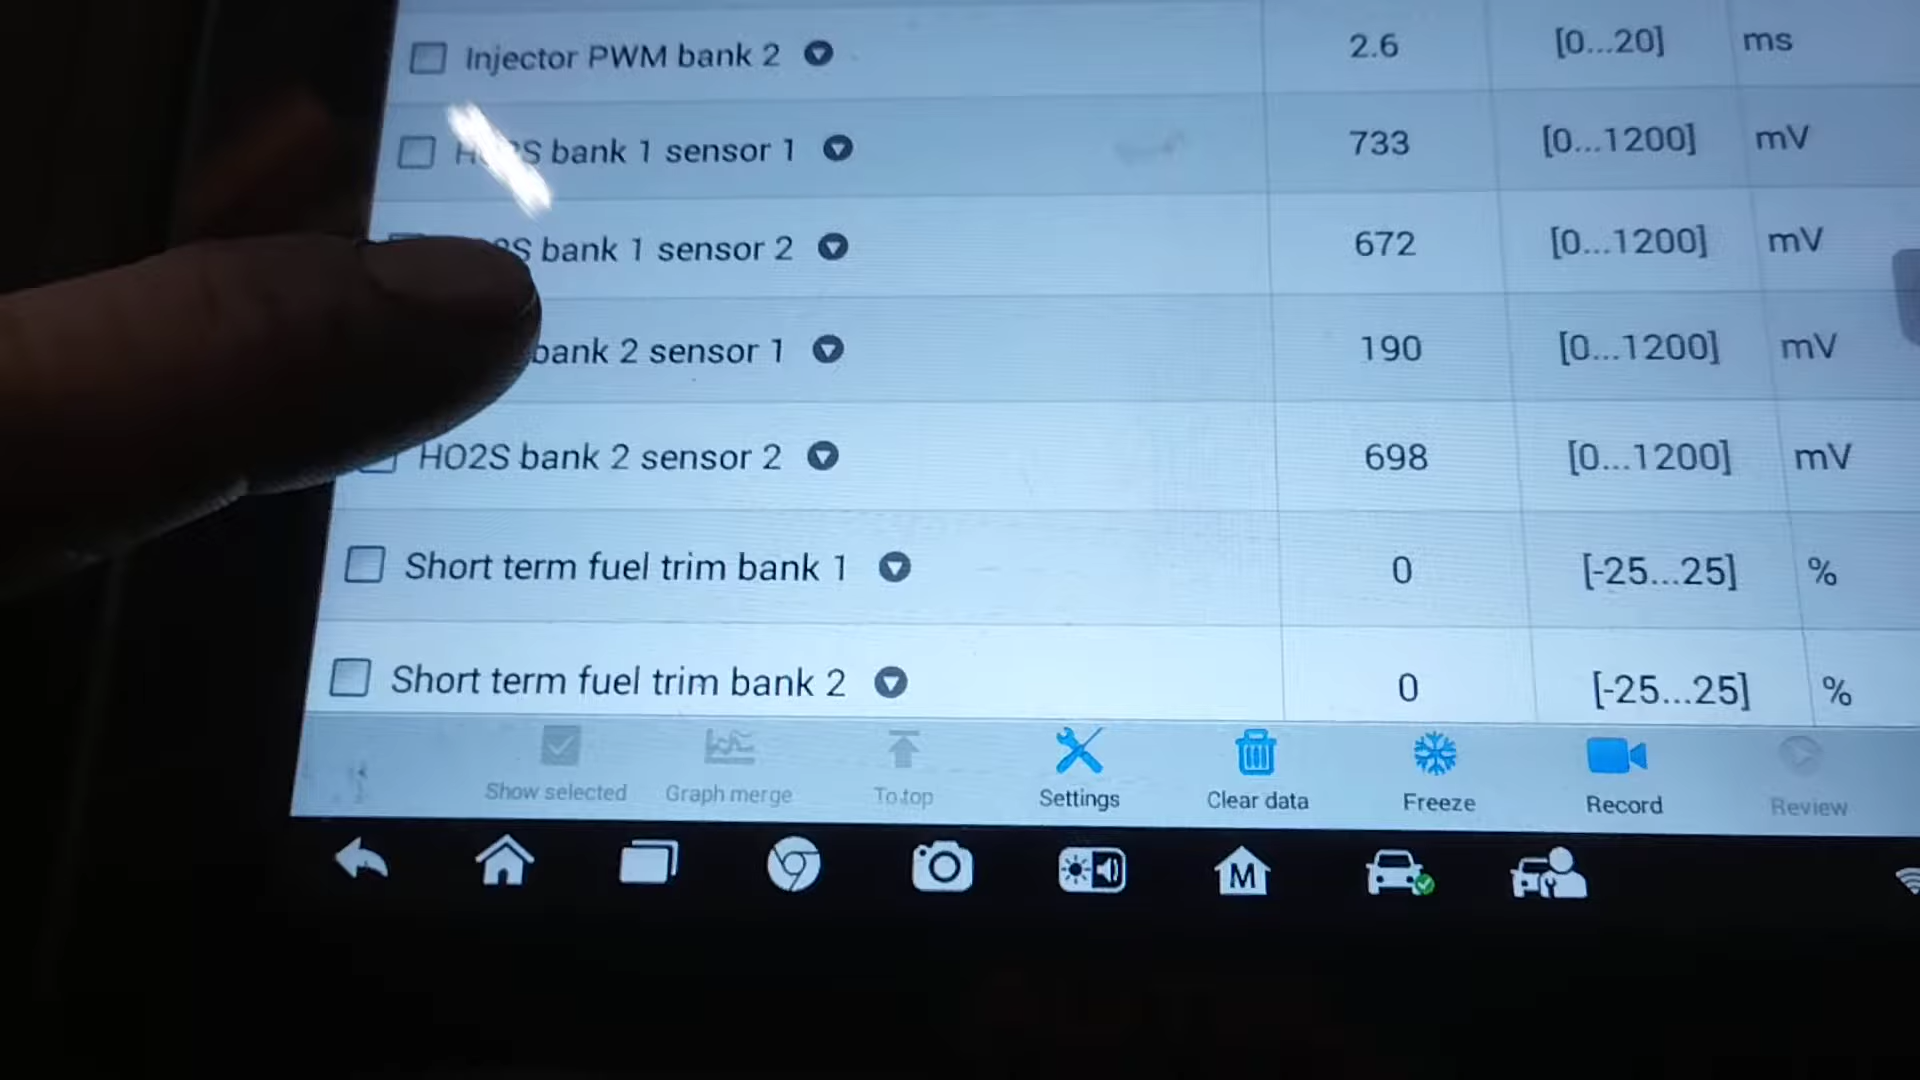 Injector PWM bank 2 2.6 [0...20] ms
S bank 1 sensor 1 733 [0...1200] mV
S bank 1 sensor 2 672 [0...1200] mV
bank 2 sensor 1 190 [0...1200] mV
HO2S bank 2 sensor 2 698 [0...1200] mV
Short term fuel trim bank 1 0 [-25...25] %
Short term fuel trim bank 2 0 [-25...25] %
Show selected Graph merge To top Settings Clear data Freeze Record Review
M